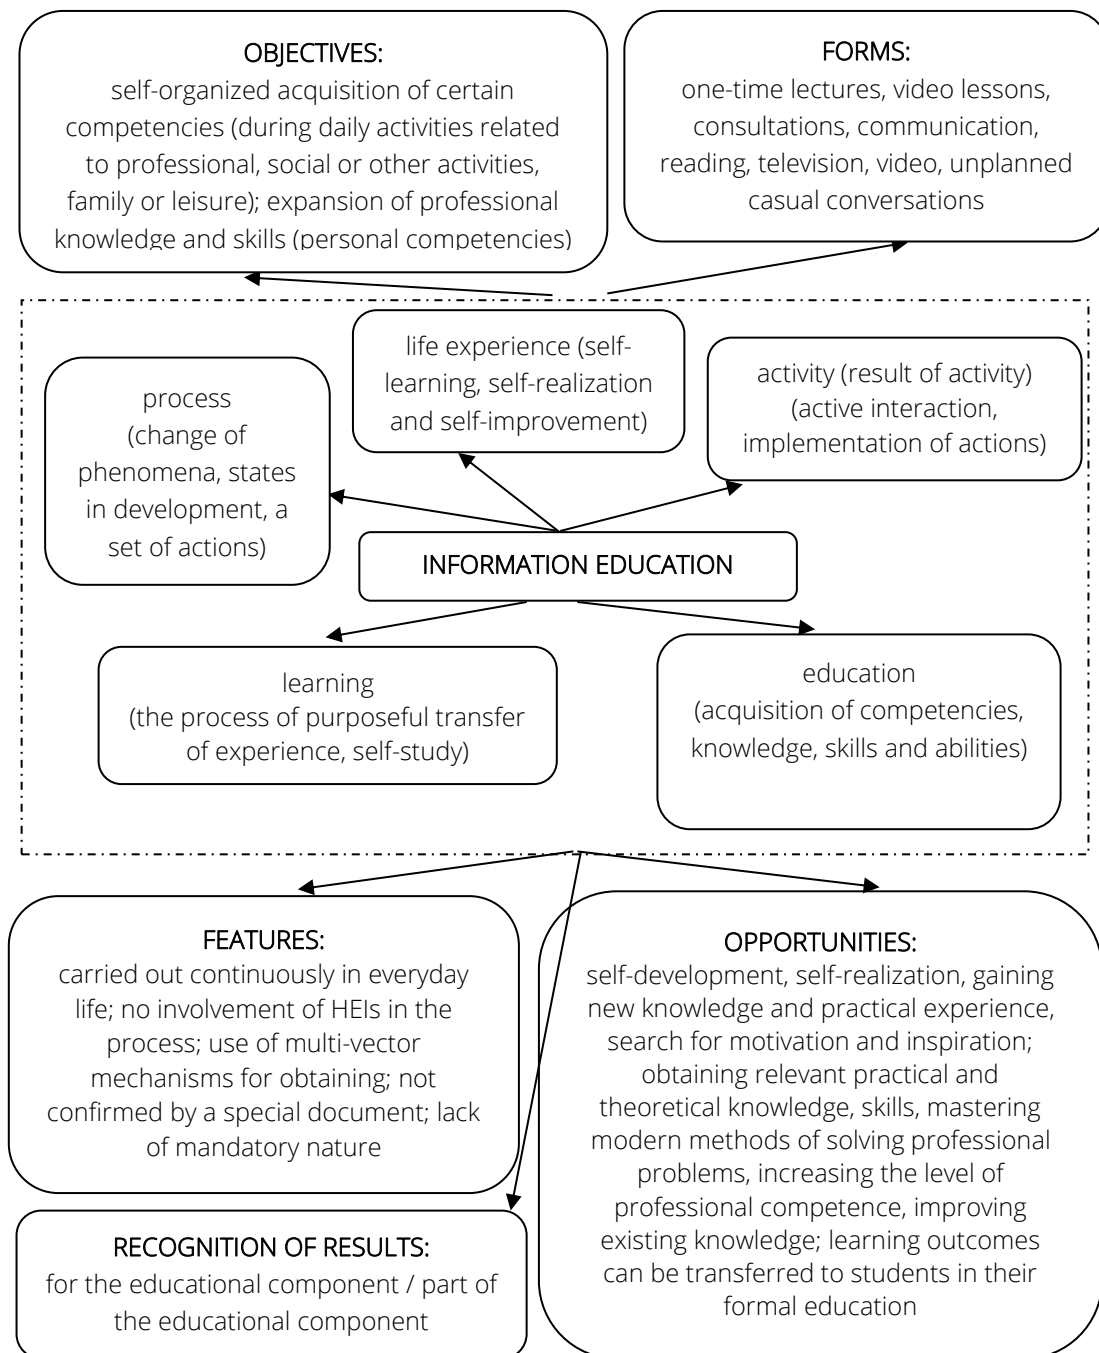 OBJECTIVES:
self-organized acquisition of certain
competencies (during daily activities related
to professional, social or other activities,
family or leisure); expansion of professional
knowledge and skills (personal competencies)
FORMS:
one-time lectures, video lessons,
consultations, communication,
reading, television, video, unplanned
casual conversations
life experience (self-
learning, self-realization
and self-improvement)
activity (result of activity)
(active interaction,
implementation of actions)
process
(change of
phenomena, states
in development, a
set of actions)
INFORMATION EDUCATION
learning
(the process of purposeful transfer
of experience, self-study)
education
(acquisition of competencies,
knowledge, skills and abilities)
FEATURES:
carried out continuously in everyday
life; no involvement of HEIs in the
process; use of multi-vector
mechanisms for obtaining; not
confirmed by a special document; lack
of mandatory nature
OPPORTUNITIES:
self-development, self-realization, gaining
new knowledge and practical experience,
search for motivation and inspiration;
obtaining relevant practical and
theoretical knowledge, skills, mastering
modern methods of solving professional
problems, increasing the level of
professional competence, improving
existing knowledge; learning outcomes
can be transferred to students in their
formal education
RECOGNITION OF RESULTS:
for the educational component / part of
the educational component